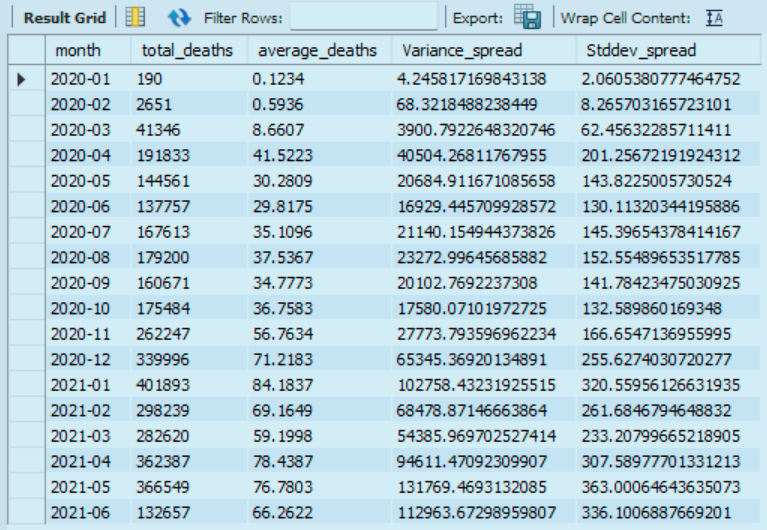 Result Grid Filter Rows: Export: Wrap Cell Content: IA
month total_deaths average_deaths Variance_spread Stddev_spread
2020-01 190 0.1234 4.245817169843138 2.0605380777464752
2020-02 2651 0.5936 68.3218488238449 8.265703165723101
2020-03 41346 8.6607 3900.7922648320746 62.45632285711411
2020-04 191833 41.5223 40504.26811767955 201.25672191924312
2020-05 144561 30.2809 20684.911671085658 143.8225005730524
2020-06 137757 29.8175 16929.445709928572 130.11320344195886
2020-07 167613 35.1096 21140.154944373826 145.39654378414167
2020-08 179200 37.5367 23272.99645685882 152.55489653517785
2020-09 160671 34.7773 20102.7692237308 141.78423475030925
2020-10 175484 36.7583 17580.07101972725 132.589860169348
2020-11 262247 56.7634 27773.793596962234 166.6547136955995
2020-12 339996 71.2183 65345.36920134891 255.6274030720277
2021-01 401893 84.1837 102758.43231925515 320.55956126631935
2021-02 298239 69.1649 68478.87146663864 261.6846794648832
2021-03 282620 59.1998 54385.969702527414 233.20799665218905
2021-04 362387 78.4387 94611.47092309907 307.58977701331213
2021-05 366549 76.7803 131769.4693132085 363.00064643635073
2021-06 132657 66.2622 112963.67298959807 336.1006887669201